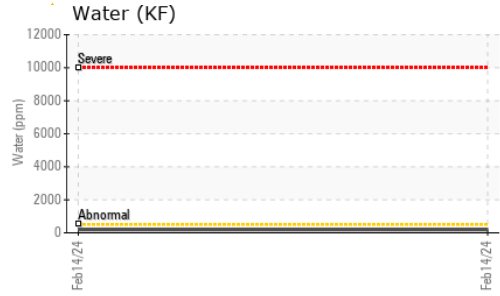 Water (KF)
12000
Severe
10000
8000
Water (ppm)
6000
4000
2000
Abnormal
0
Feb14/24
Feb14/24